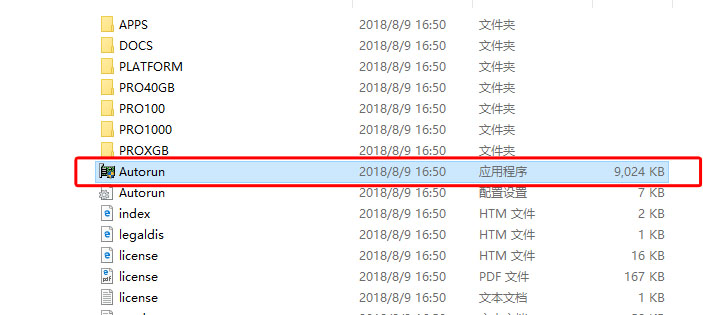 APPS 2018/8/9 16:50 文件夹
DOCS 2018/8/9 16:50 文件夹
PLATFORM 2018/8/9 16:50 文件夹
PRO40GB 2018/8/9 16:50 文件夹
PRO100 2018/8/9 16:50 文件夹
PRO1000 2018/8/9 16:50 文件夹
PROXGB 2018/8/9 16:50 文件夹
Autorun 2018/8/9 16:50 应用程序 9,024 KB
Autorun 2018/8/9 16:50 配置设置 7 KB
index 2018/8/9 16:50 HTM 文件 2 KB
legaldis 2018/8/9 16:50 HTM 文件 1 KB
license 2018/8/9 16:50 HTM 文件 16 KB
license 2018/8/9 16:50 PDF 文件 167 KB
license 2018/8/9 16:50 文本文档 1 KB